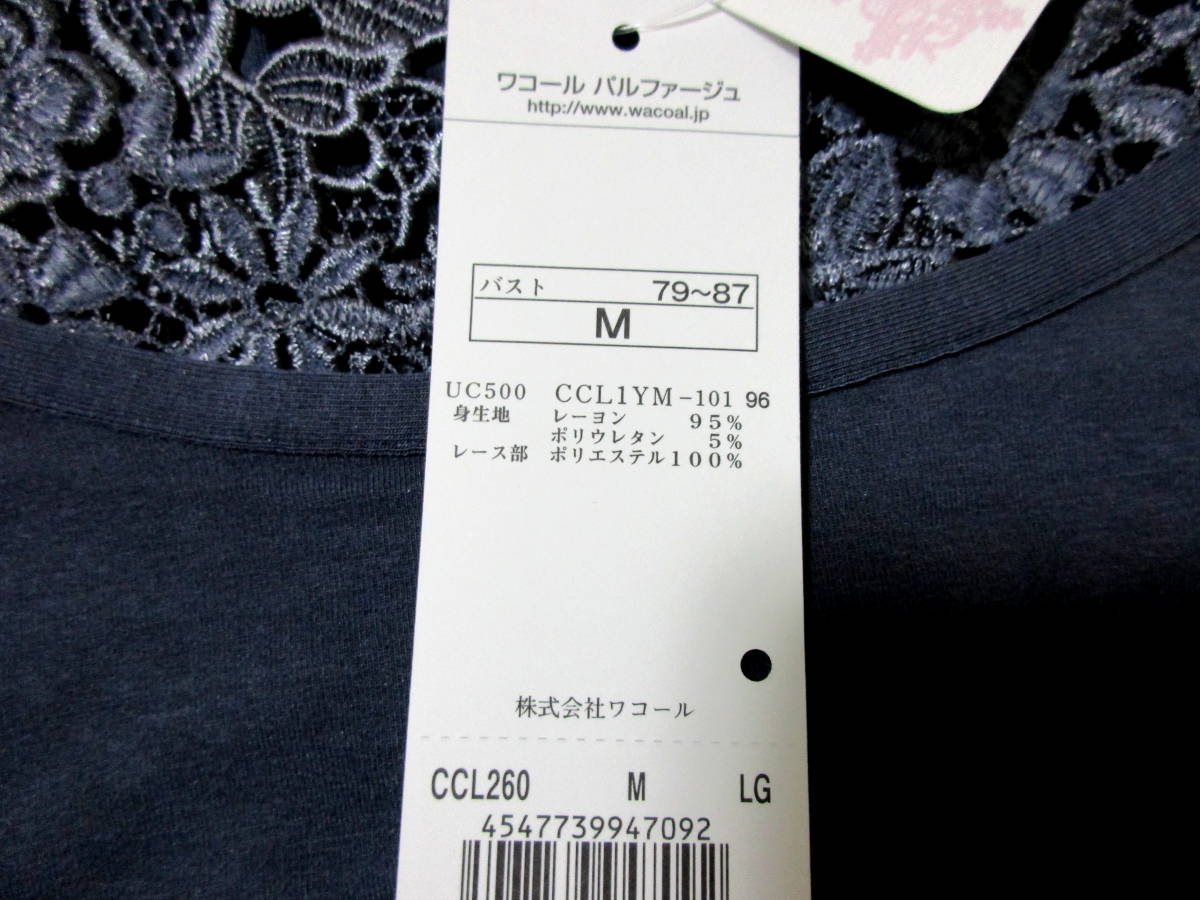 ワコール パルファージュ
http://www.wacoal.jp
バスト 79~87
M
UC500 CCL1YM-101 96
身生地 レーヨン 95%
ポリウレタン 5%
レース部 ポリエステル100%
株式会社ワコール
CCL260 M LG
4547739947092